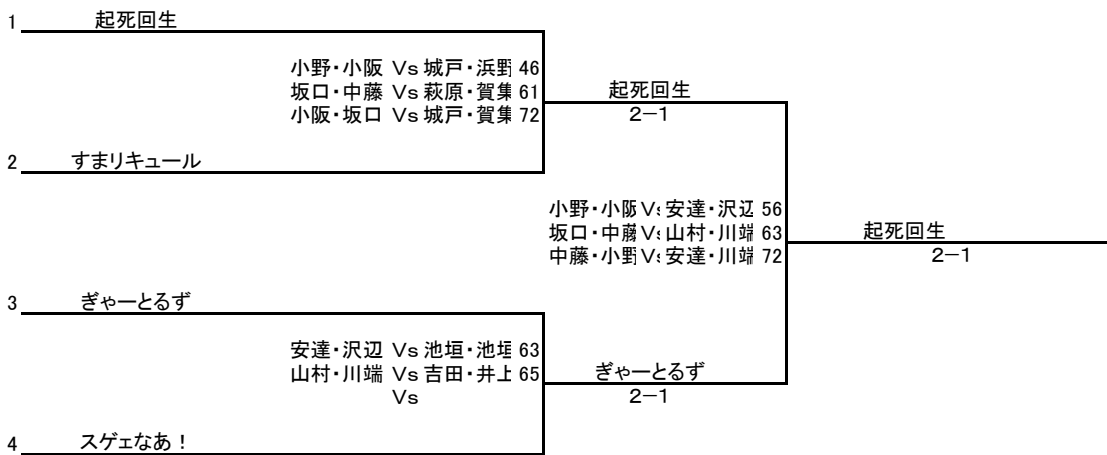 1 起死回生
小野・小阪 Vs 城戸・浜野 46
坂口・中藤 Vs 萩原・賀集 61
小阪・坂口 Vs 城戸・賀集 72
起死回生
2-1
2 すまリキュール
小野・小阪 Vs 安達・沢辺 56
坂口・中藤 Vs 山村・川端 63
中藤・小野 Vs 安達・川端 72
起死回生
2-1
3 ぎゃーとるず
安達・沢辺 Vs 池垣・池垣 63
山村・川端 Vs 吉田・井上 65
Vs
ぎゃーとるず
2-1
4 スゲェなあ！